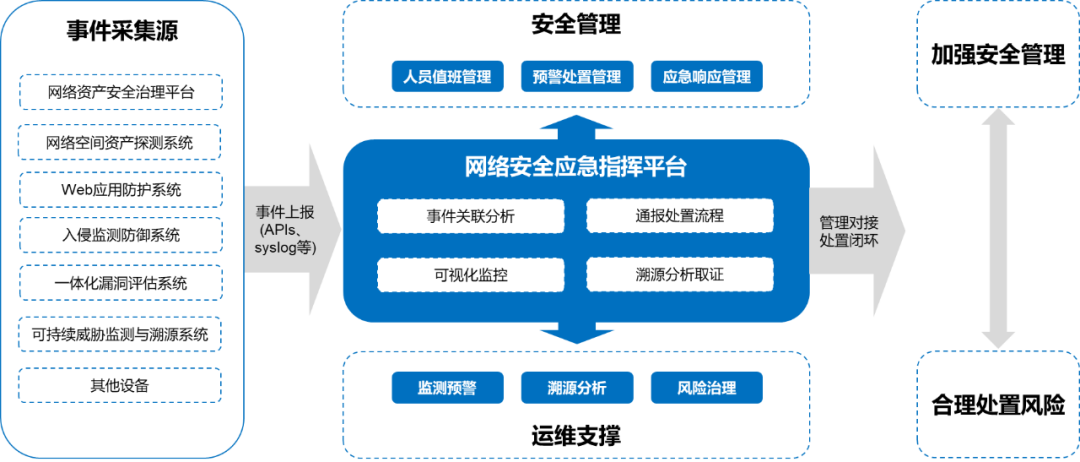 事件采集源
网络资产安全治理平台
网络空间资产探测系统
Web应用防护系统
入侵监测防御系统
一体化漏洞评估系统
可持续威胁监测与溯源系统
其他设备
事件上报
(APIs、
syslog等)
安全管理
人员值班管理
预警处置管理
应急响应管理
网络安全应急指挥平台
事件关联分析
通报处置流程
可视化监控
溯源分析取证
监测预警
溯源分析
风险治理
运维支撑
管理对接
处置闭环
加强安全管理
合理处置风险